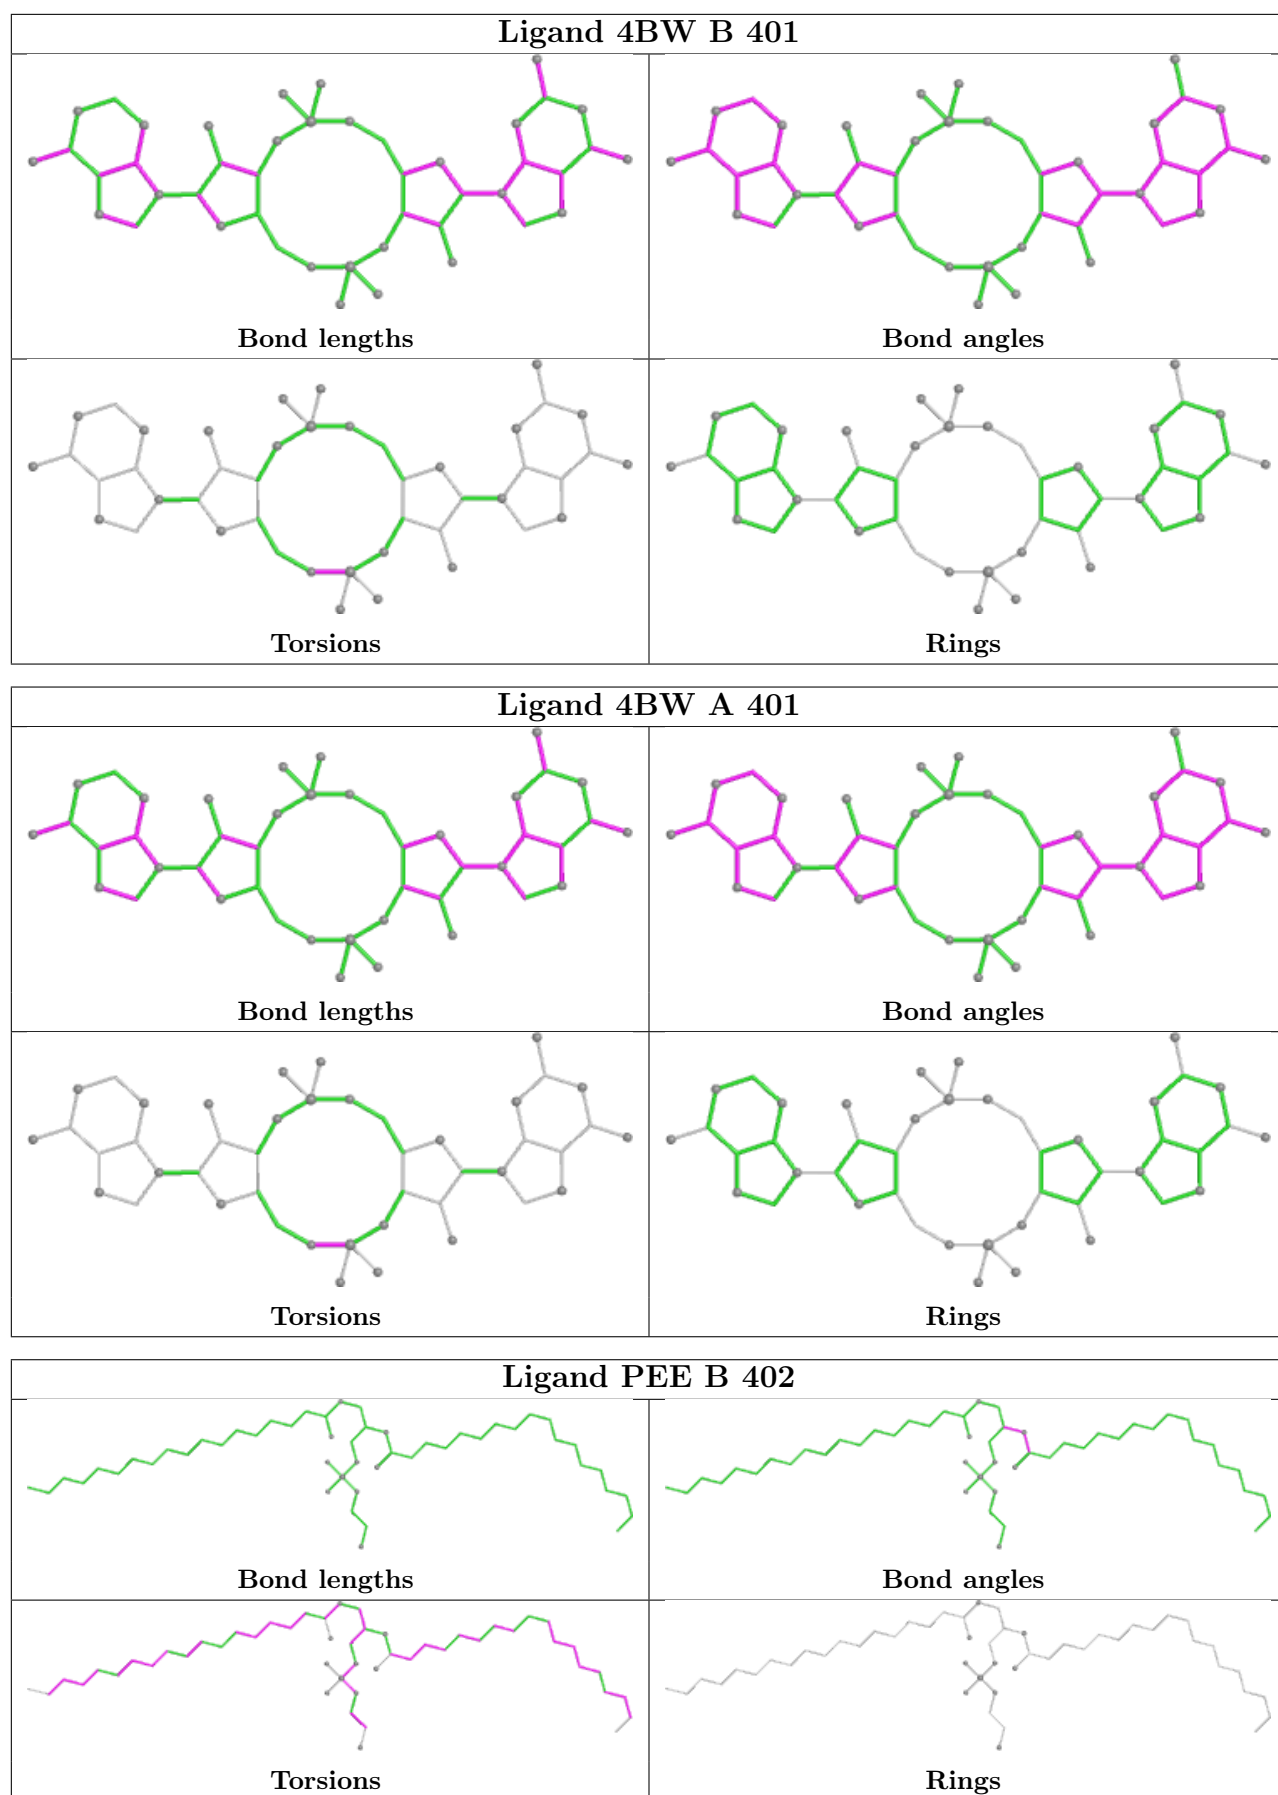 Ligand 4BW B 401
Bond lengths
Bond angles
Torsions
Rings
Ligand 4BW A 401
Bond lengths
Bond angles
Torsions
Rings
Ligand PEE B 402
Bond lengths
Bond angles
Torsions
Rings